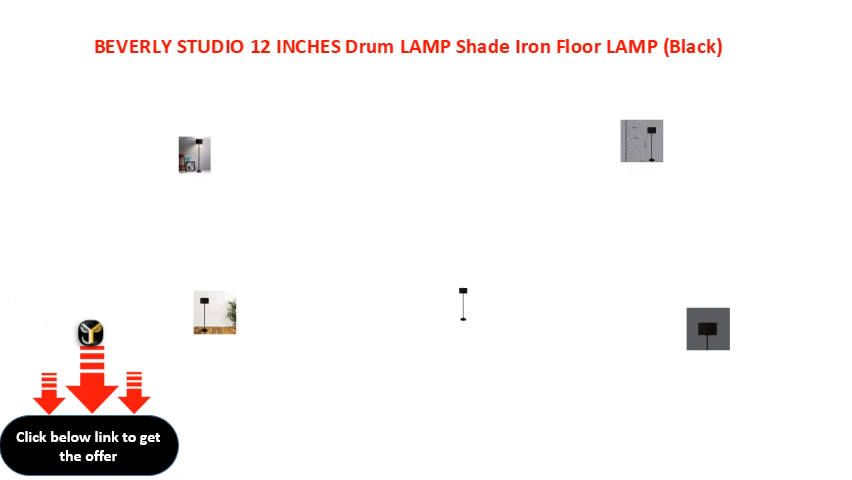 BEVERLY STUDIO 12 INCHES Drum LAMP Shade Iron Floor LAMP (Black)
Click below link to get
the offer